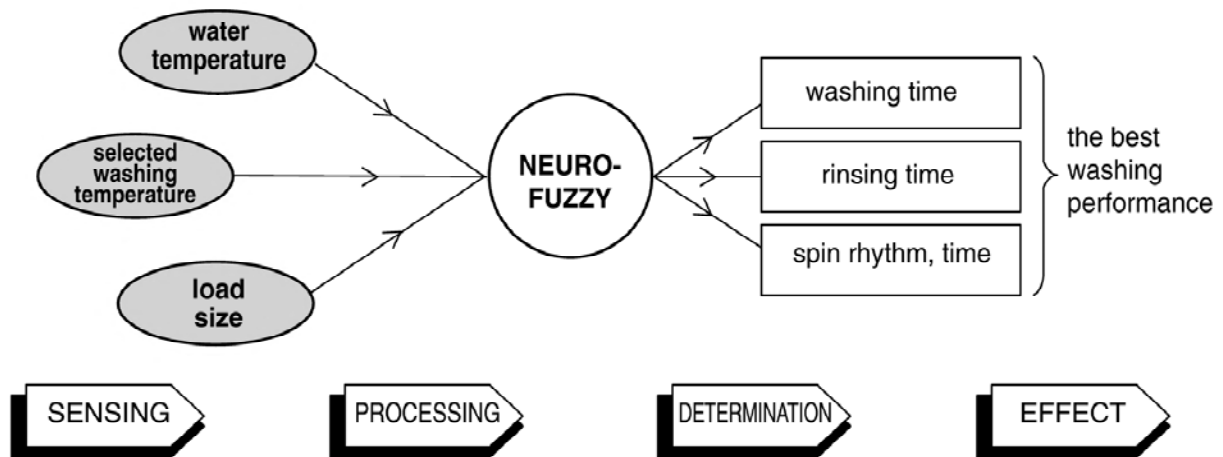 water
temperature
selected
washing
temperature
load
size
NEURO-
FUZZY
washing time
rinsing time
spin rhythm, time
the best
washing
performance
SENSING
PROCESSING
DETERMINATION
EFFECT